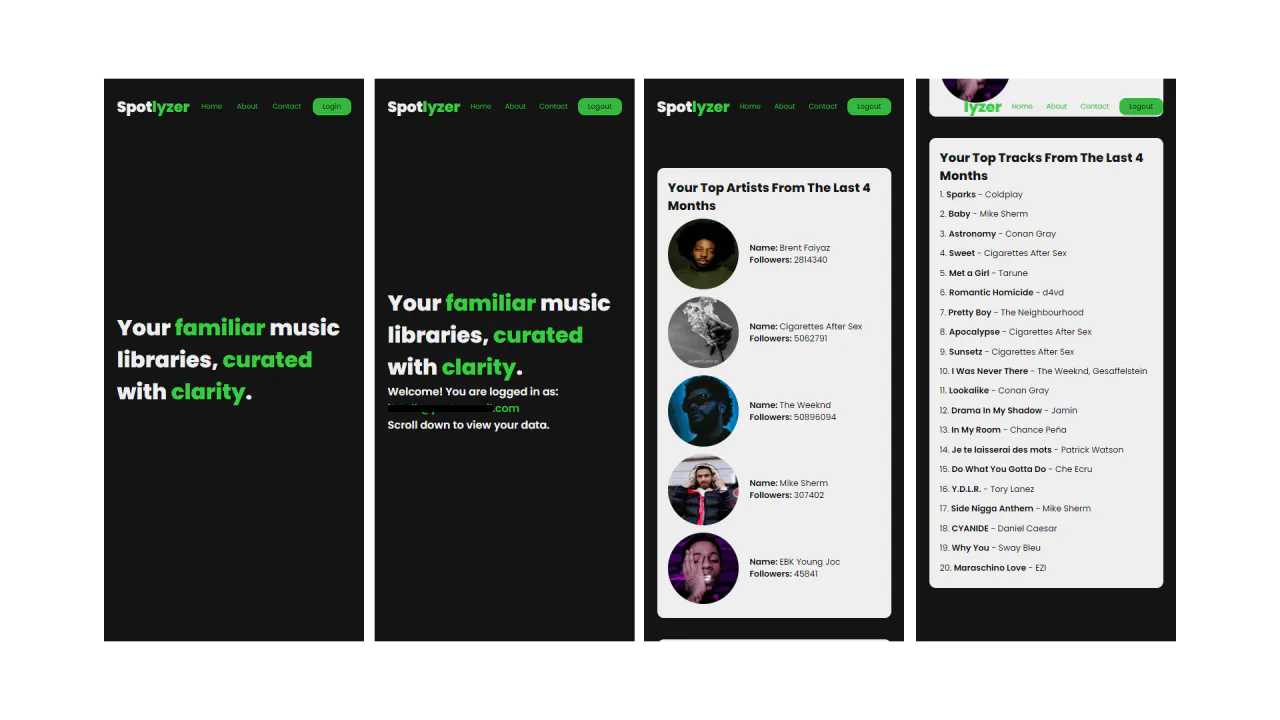 Spotlyzer Home About Contact Login
Your familiar music
libraries, curated
with clarity.
Spotlyzer Home About Contact Logout
Your familiar music
libraries, curated
with clarity.
Welcome! You are logged in as:
.com
Scroll down to view your data.
Spotlyzer Home About Contact Logout
Your Top Artists From The Last 4
Months
Name: Brent Faiyaz
Followers: 2814340
CIGARETTES AFTER SEX
Name: Cigarettes After Sex
Followers: 5062791
Name: The Weeknd
Followers: 50896094
Name: Mike Sherm
Followers: 307402
Name: EBK Young Joc
Followers: 45841
lyzer Home About Contact Logout
Your Top Tracks From The Last 4
Months
1. Sparks - Coldplay
2. Baby - Mike Sherm
3. Astronomy - Conan Gray
4. Sweet - Cigarettes After Sex
5. Met a Girl - Tarune
6. Romantic Homicide - d4vd
7. Pretty Boy - The Neighbourhood
8. Apocalypse - Cigarettes After Sex
9. Sunsetz - Cigarettes After Sex
10. I Was Never There - The Weeknd, Gesaffelstein
11. Lookalike - Conan Gray
12. Drama In My Shadow - Jamin
13. In My Room - Chance Peña
14. Je te laisserai des mots - Patrick Watson
15. Do What You Gotta Do - Che Ecru
16. Y.D.L.R. - Tory Lanez
17. Side Nigga Anthem - Mike Sherm
18. CYANIDE - Daniel Caesar
19. Why You - Sway Bleu
20. Maraschino Love - EZI